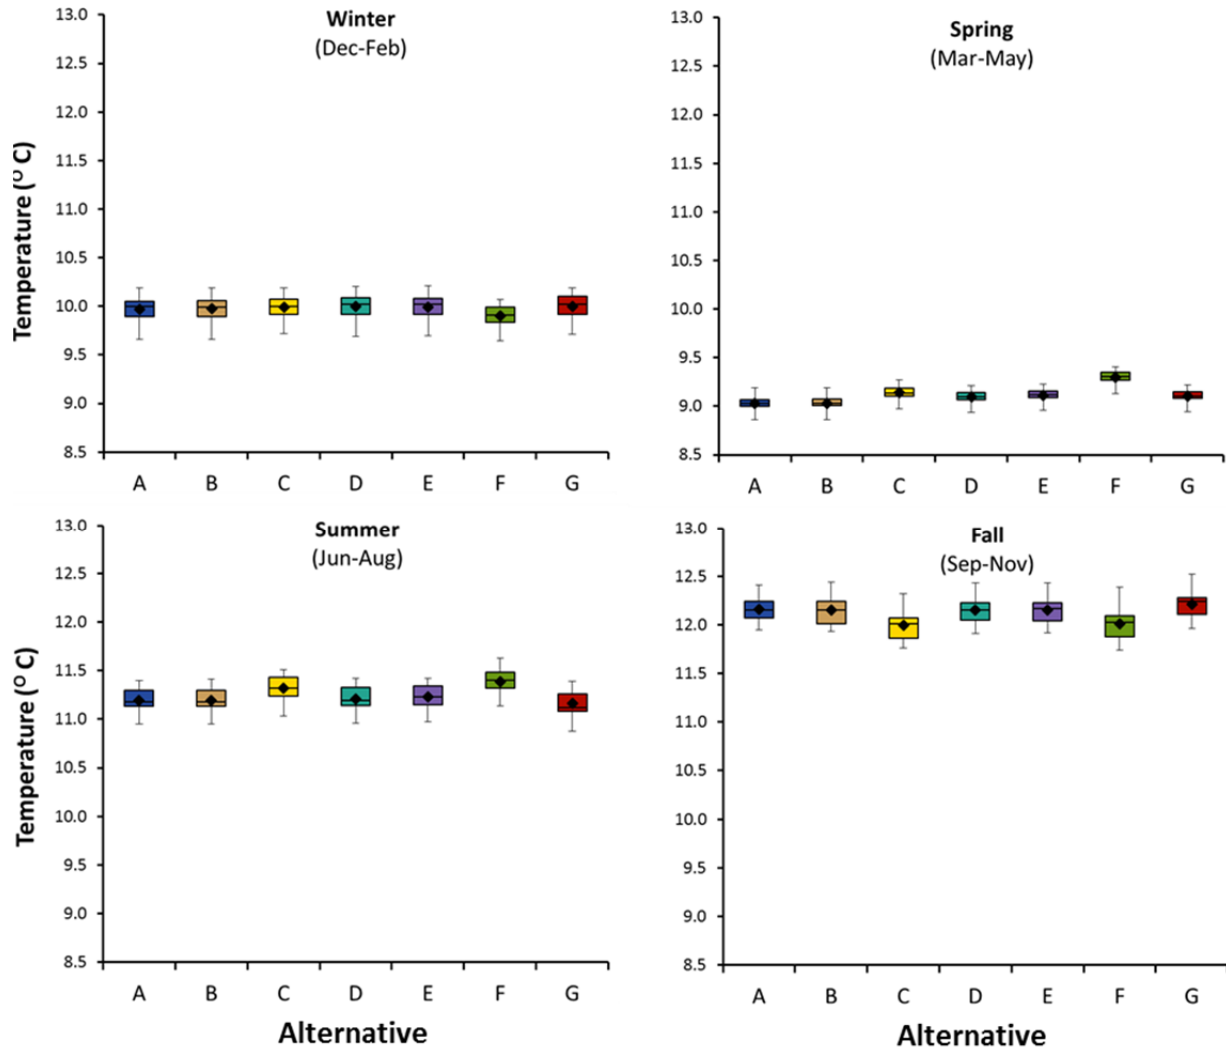 Winter
(Dec-Feb)
Temperature (° C)
13.0
12.5
12.0
11.5
11.0
10.5
10.0
9.5
9.0
8.5
A B C D E F G
Spring
(Mar-May)
13.0
12.5
12.0
11.5
11.0
10.5
10.0
9.5
9.0
8.5
A B C D E F G
Summer
(Jun-Aug)
Temperature (° C)
13.0
12.5
12.0
11.5
11.0
10.5
10.0
9.5
9.0
8.5
A B C D E F G
Alternative
Fall
(Sep-Nov)
13.0
12.5
12.0
11.5
11.0
10.5
10.0
9.5
9.0
8.5
A B C D E F G
Alternative